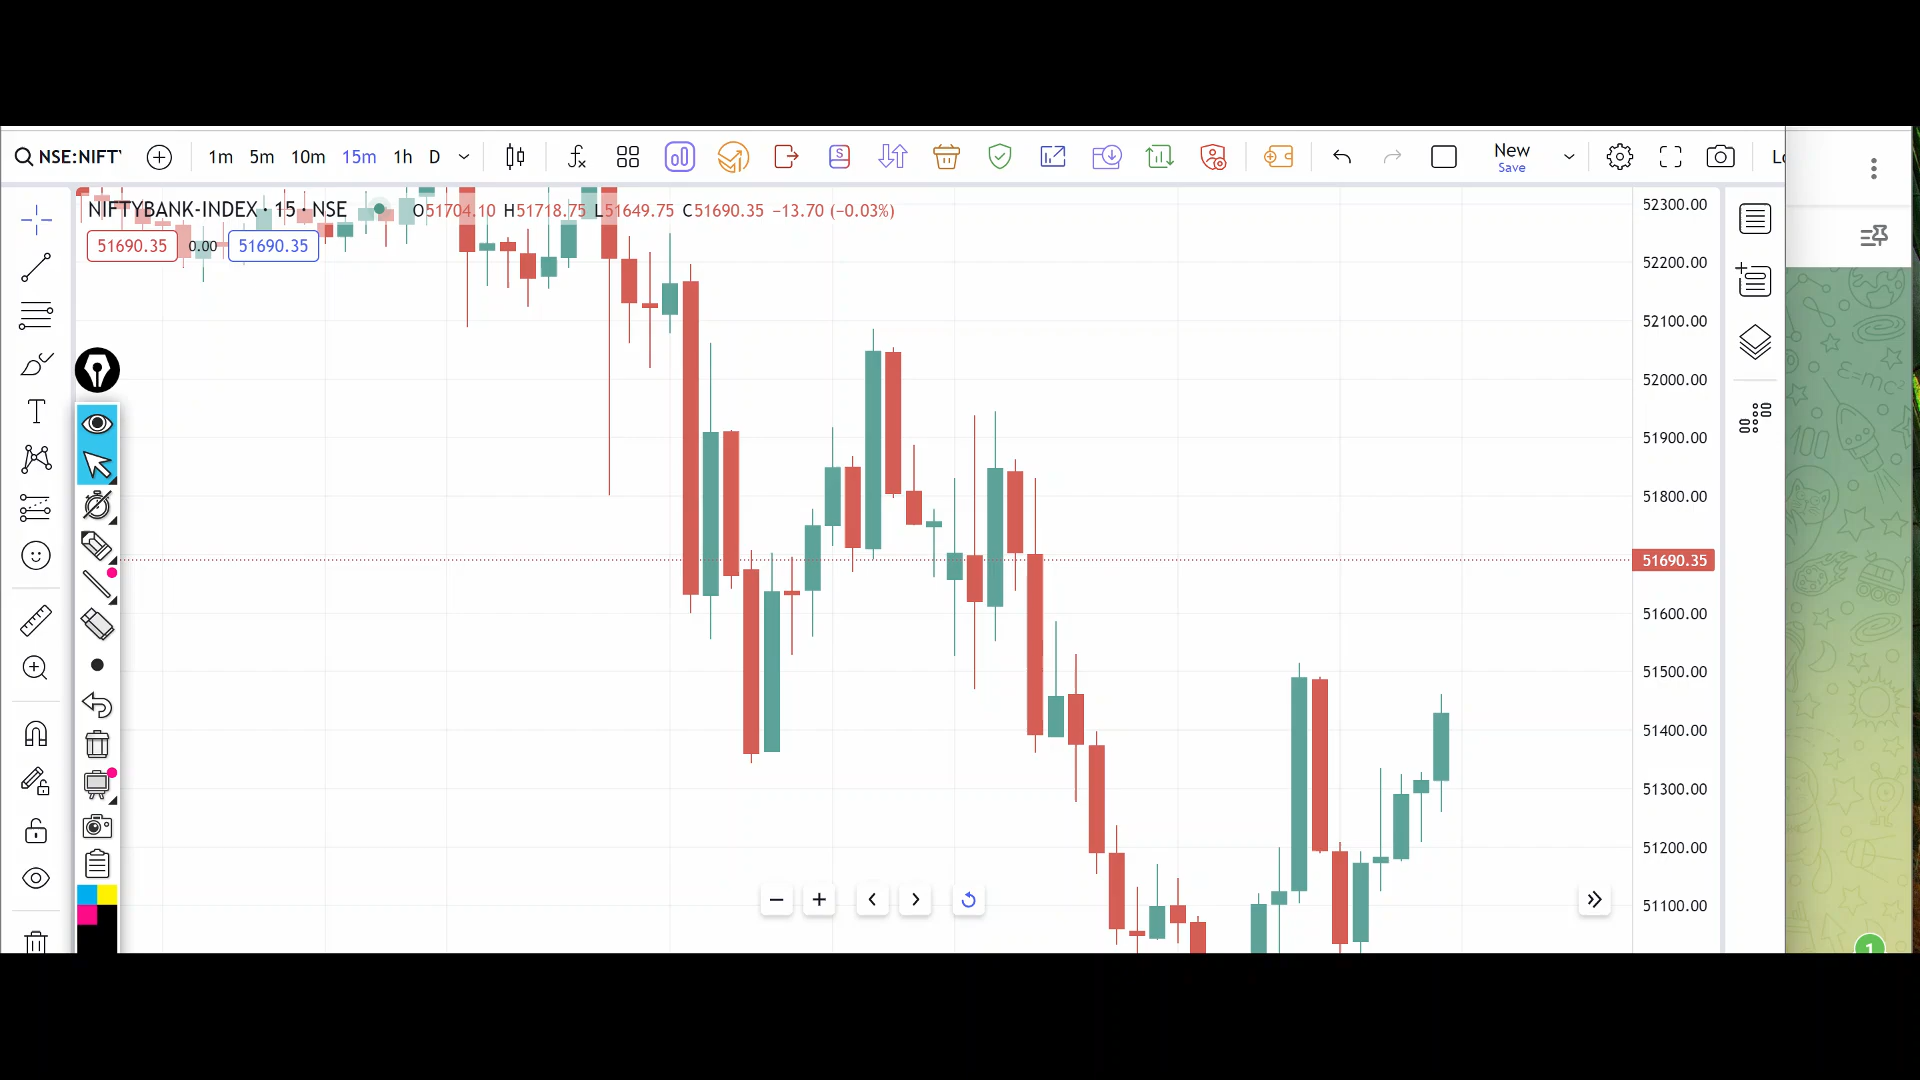 NSE:NIFT
1m 5m 10m 15m 1h D
S
New
Save
NIFTYBANK-INDEX · 15 · NSE
O51704.10 H51718.75 L51649.75 C51690.35 −13.70 (−0.03%)
51690.35 0.00 51690.35
52300.00
52200.00
52100.00
52000.00
51900.00
51800.00
51690.35
51600.00
51500.00
51400.00
51300.00
51200.00
51100.00
1